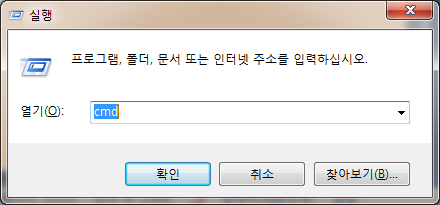 실행
프로그램, 폴더, 문서 또는 인터넷 주소를 입력하십시오.
열기(O): cmd
확인 취소 찾아보기(B)...